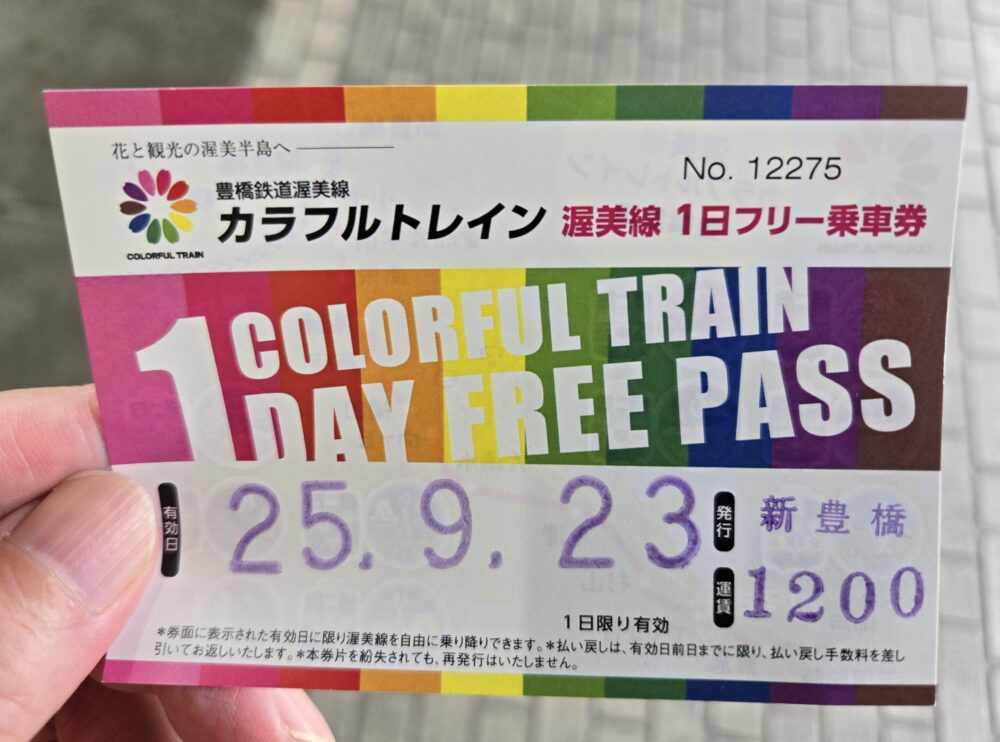 花と観光の渥美半島へ
No. 12275
豊橋鉄道渥美線
カラフルトレイン 渥美線 1日フリー乗車券
COLORFUL TRAIN
1 COLORFUL TRAIN
DAY FREE PASS
有効日 25.9.23 発行 新豊橋
運賃 1200
1日限り有効
*券面に表示された有効日に限り渥美線を自由に乗り降りできます。*払い戻しは、有効日前日までに限り、払い戻し手数料を差し
引いてお返しいたします。*本券片を紛失されても、再発行はいたしません。